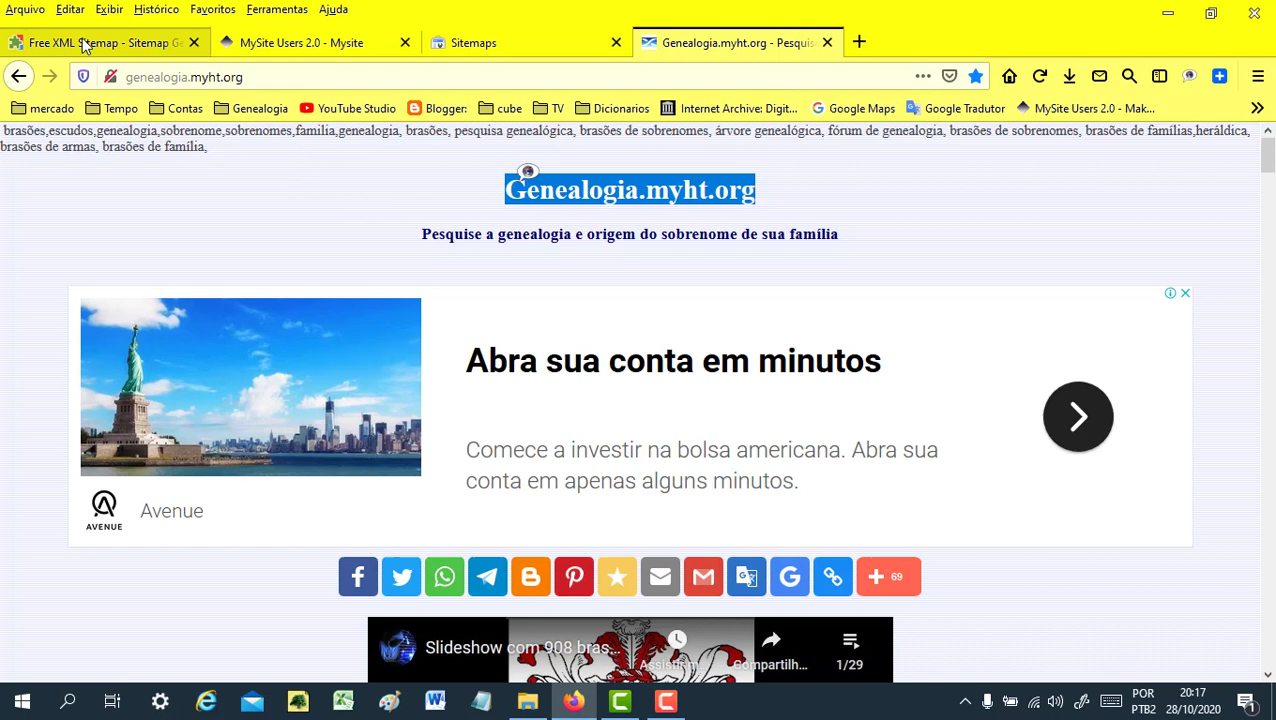 Arquivo Editar Exibir Histórico Favoritos Ferramentas Ajuda
Free XML Sitemap - Sitemap Ge MySite Users 2.0 - Mysite Sitemaps Genealogia.myht.org - Pesquis
genealogia.myht.org
mercado Tempo Contas Genealogia YouTube Studio Blogger: cube TV Dicionarios Internet Archive: Digit... Google Maps Google Tradutor MySite Users 2.0 - Mak...
brasões,escudos,genealogia,sobrenome,sobrenomes,familia,genealogia, brasões, pesquisa genealógica, brasões de sobrenomes, árvore genealógica, fórum de genealogia, brasões de sobrenomes, brasões de famílias,heráldica,
brasões de armas, brasões de família,
Genealogia.myht.org
Pesquise a genealogia e origem do sobrenome de sua família
Abra sua conta em minutos
Comece a investir na bolsa americana. Abra sua
conta em apenas alguns minutos.
AVENUE
Avenue
69
Slideshow com 908 bras...
Assistir m... Compartilh... 1/29
POR
PTB2
20:17
28/10/2020
1